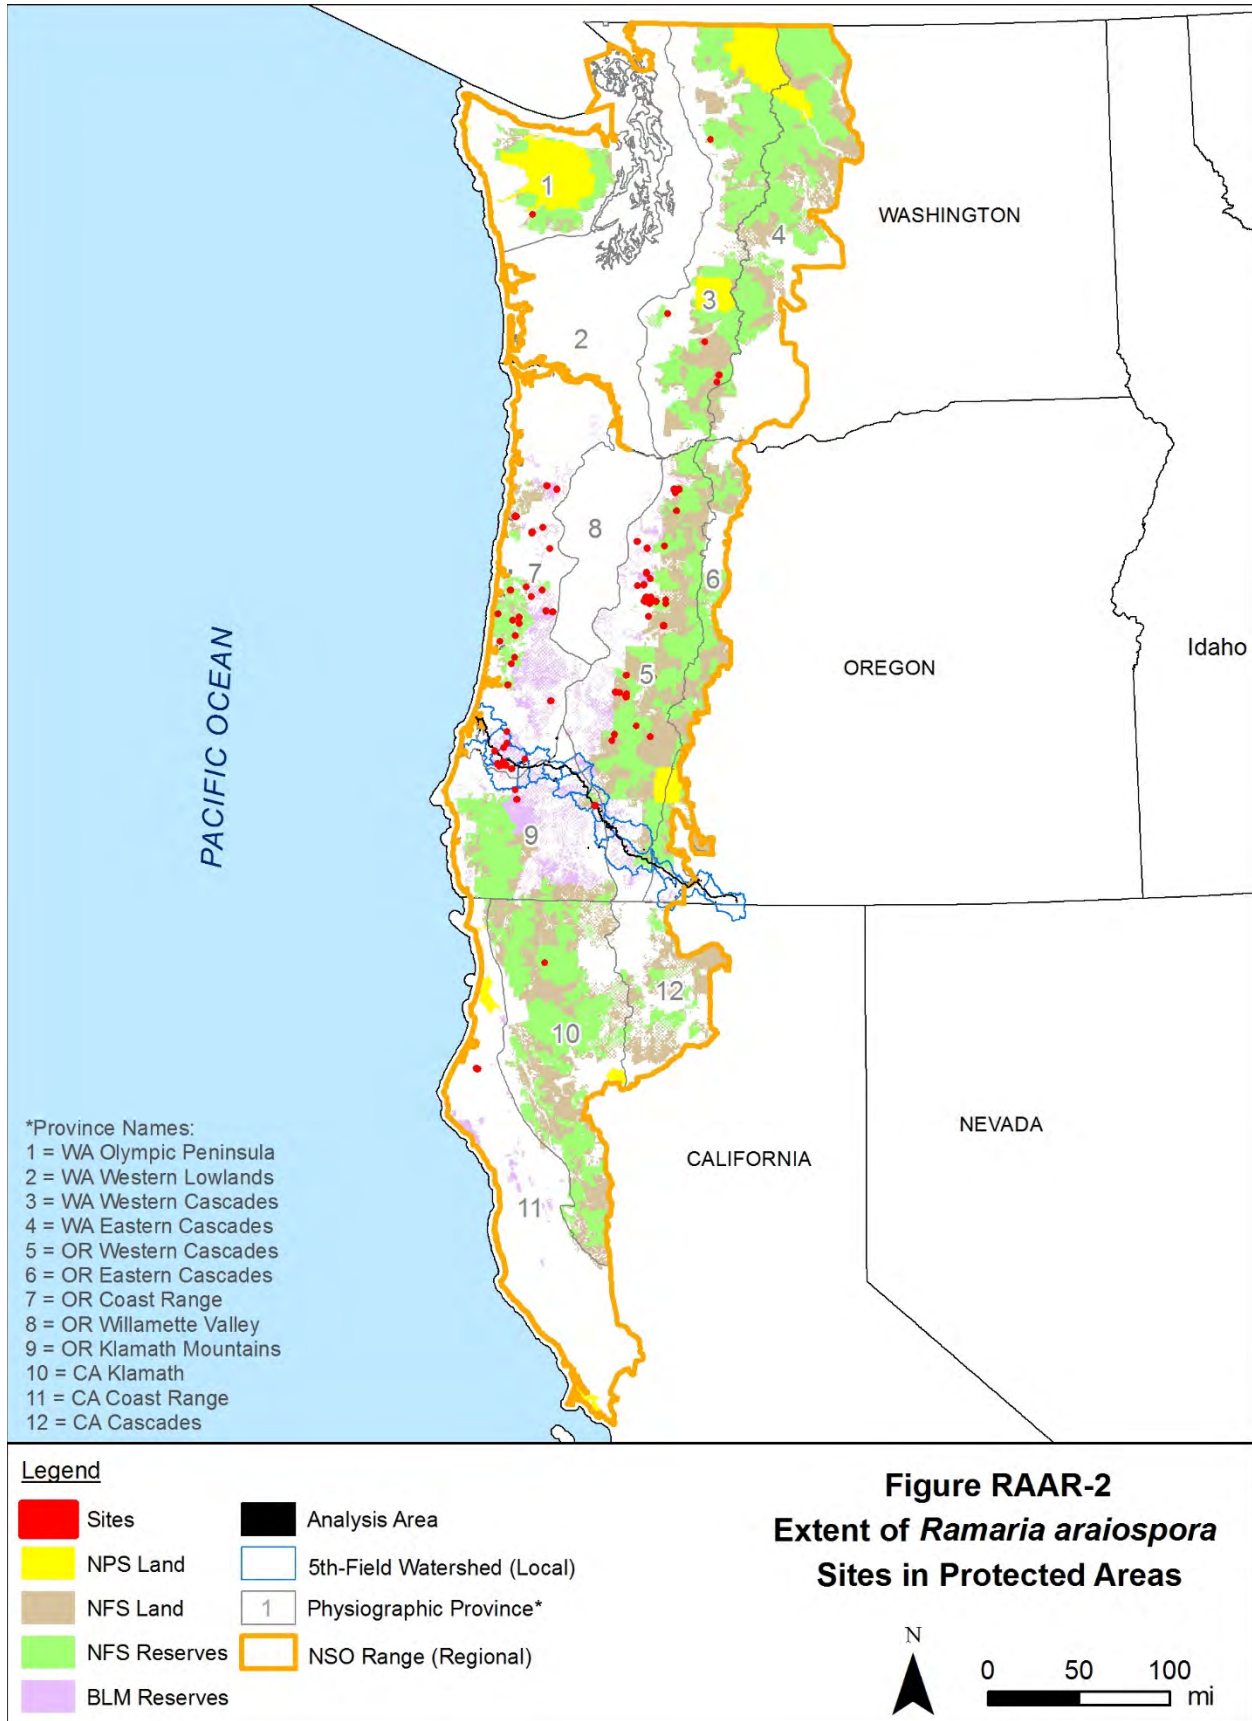 WASHINGTON
1
4
3
2
8
7
6
5
OREGON
Idaho
PACIFIC OCEAN
9
12
10
NEVADA
CALIFORNIA
11
*Province Names:
1 = WA Olympic Peninsula
2 = WA Western Lowlands
3 = WA Western Cascades
4 = WA Eastern Cascades
5 = OR Western Cascades
6 = OR Eastern Cascades
7 = OR Coast Range
8 = OR Willamette Valley
9 = OR Klamath Mountains
10 = CA Klamath
11 = CA Coast Range
12 = CA Cascades
Legend
Sites
NPS Land
NFS Land
NFS Reserves
BLM Reserves
Analysis Area
5th-Field Watershed (Local)
1 Physiographic Province*
NSO Range (Regional)
Figure RAAR-2
Extent of Ramaria araiospora
Sites in Protected Areas
N
0 50 100
mi